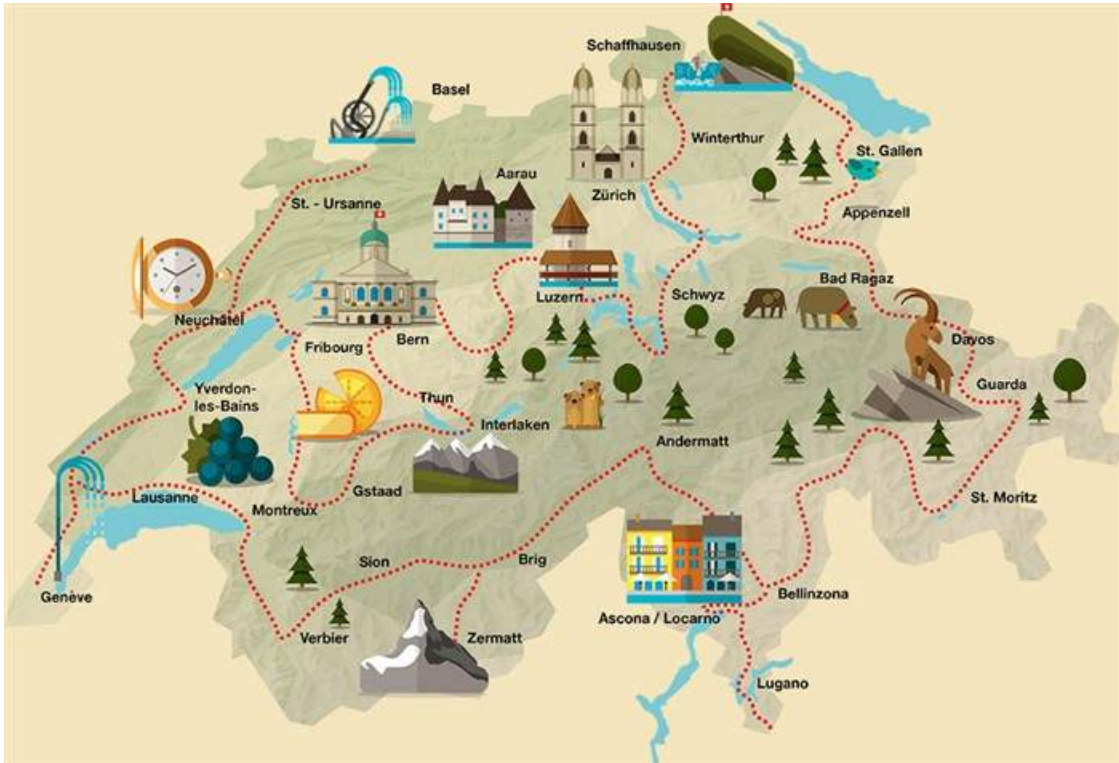 Schaffhausen
Basel
Winterthur
St. Gallen
Aarau
Zürich
St. - Ursanne
Appenzell
Bad Ragaz
Luzern
Schwyz
Neuchâtel
Bern
Fribourg
Davos
Guarda
Yverdon-
les-Bains
Thun
Interlaken
Andermatt
Gstaad
Lausanne
Montreux
St. Moritz
Sion
Brig
Genève
Bellinzona
Ascona / Locarno
Verbier
Zermatt
Lugano